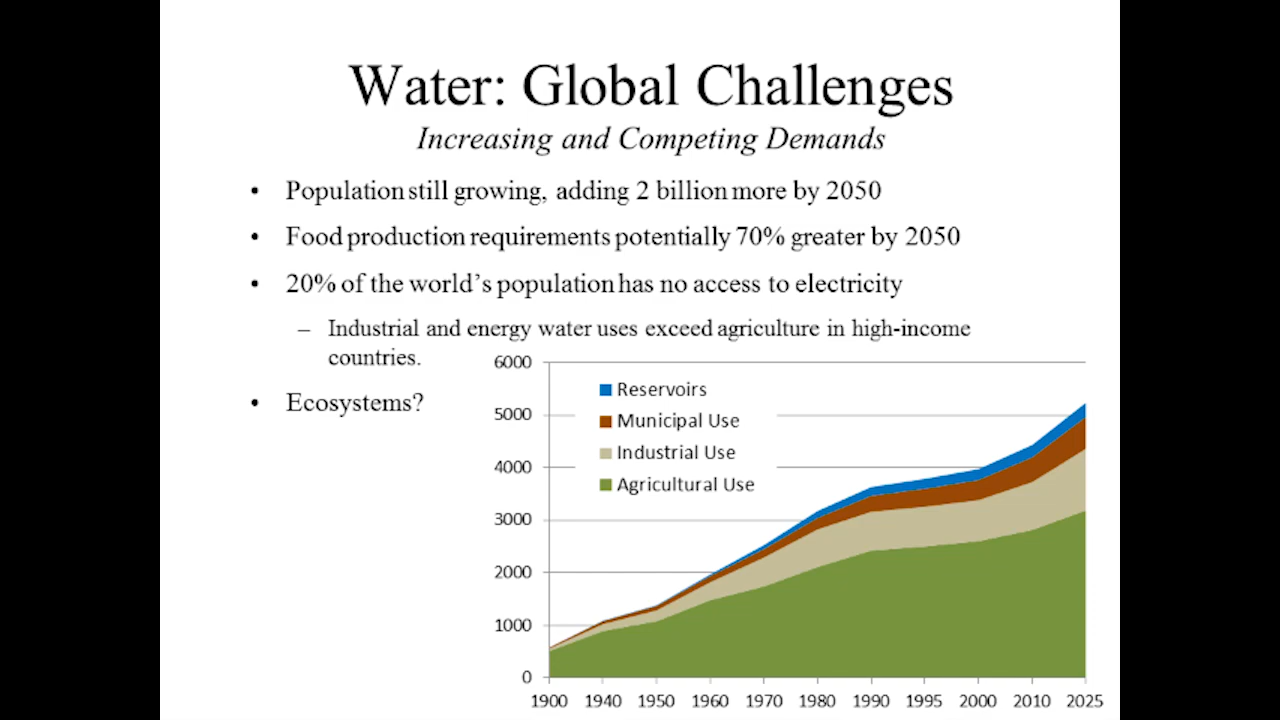 Water: Global Challenges
Increasing and Competing Demands
• Population still growing, adding 2 billion more by 2050
• Food production requirements potentially 70% greater by 2050
• 20% of the world's population has no access to electricity
– Industrial and energy water uses exceed agriculture in high-income
countries.
• Ecosystems?
6000
5000
4000
3000
2000
1000
0
Reservoirs
Municipal Use
Industrial Use
Agricultural Use
1900 1940 1950 1960 1970 1980 1990 1995 2000 2010 2025